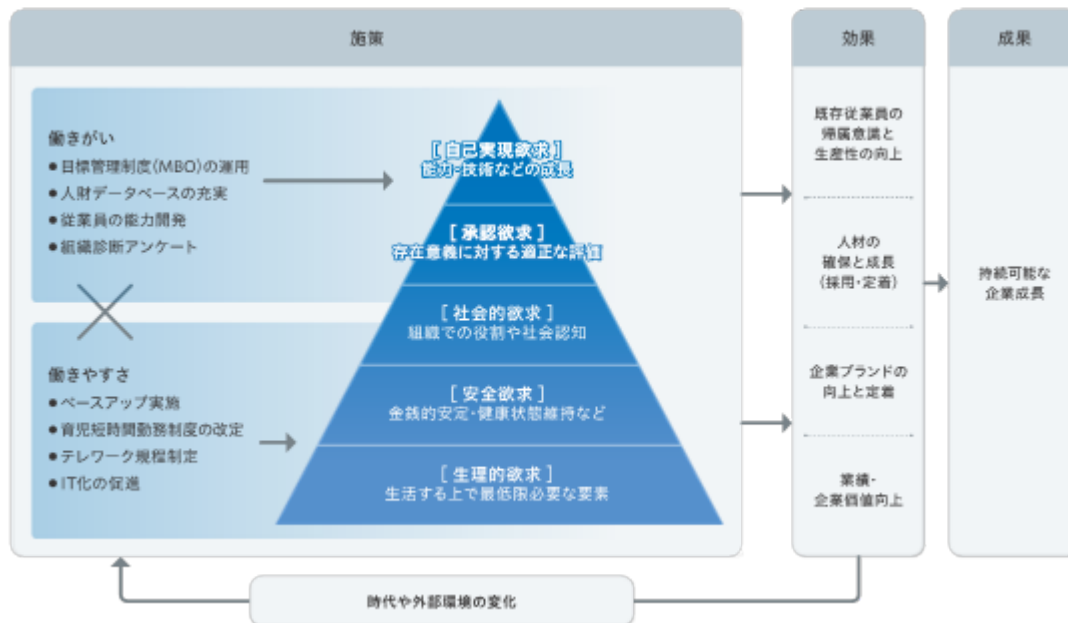 施策
働きがい
●目標管理制度(MBO)の運用
●人財データベースの充実
●従業員の能力開発
●組織診断アンケート
働きやすさ
●ベースアップ実施
●育児短時間勤務制度の改定
●テレワーク規程制定
●IT化の促進
[ 自己実現欲求 ]
能力・技術などの成長
[ 承認欲求 ]
存在意義に対する適正な評価
[ 社会的欲求 ]
組織での役割や社会認知
[ 安全欲求 ]
金銭的安定・健康状態維持など
[ 生理的欲求 ]
生活する上で最低限必要な要素
効果
既存従業員の
帰属意識と
生産性の向上
人材の
確保と成長
(採用・定着)
企業ブランドの
向上と定着
業績・
企業価値向上
成果
持続可能な
企業成長
時代や外部環境の変化